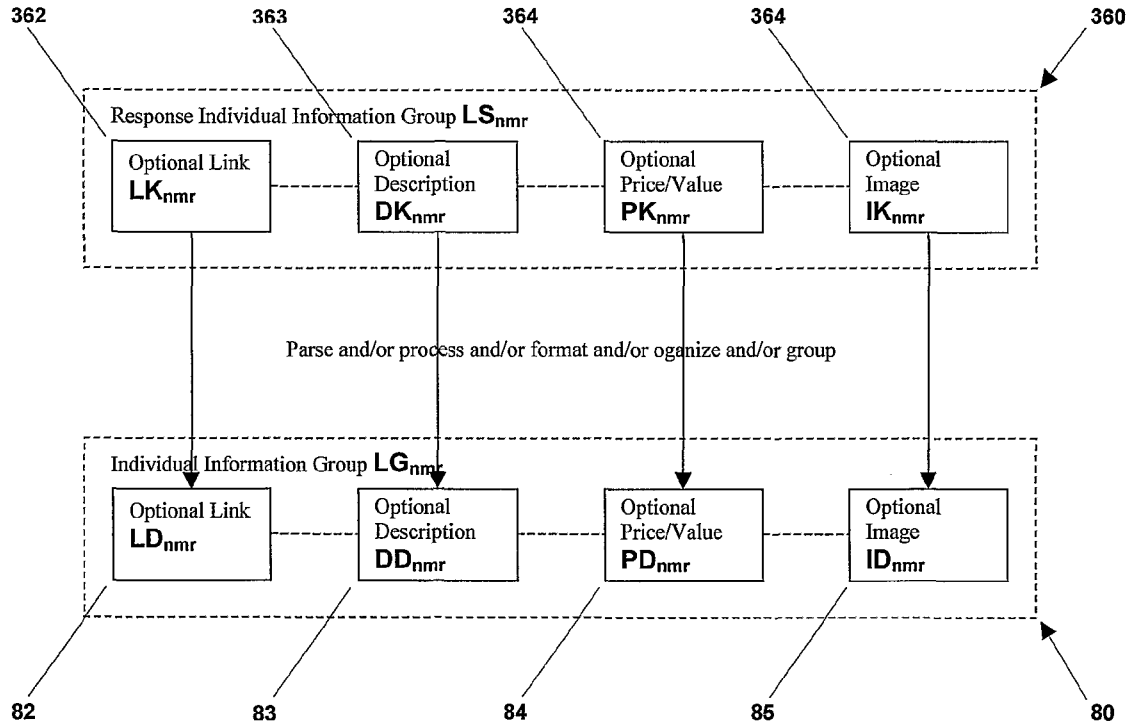 362 363 364 364 360
Response Individual Information Group LSnmr
Optional Link
LKnmr
Optional
Description
DKnmr
Optional
Price/Value
PKnmr
Optional
Image
IKnmr
Parse and/or process and/or format and/or oganize and/or group
Individual Information Group LGnmr
Optional Link
LDnmr
Optional
Description
DDnmr
Optional
Price/Value
PDnmr
Optional
Image
IDnmr
82 83 84 85 80